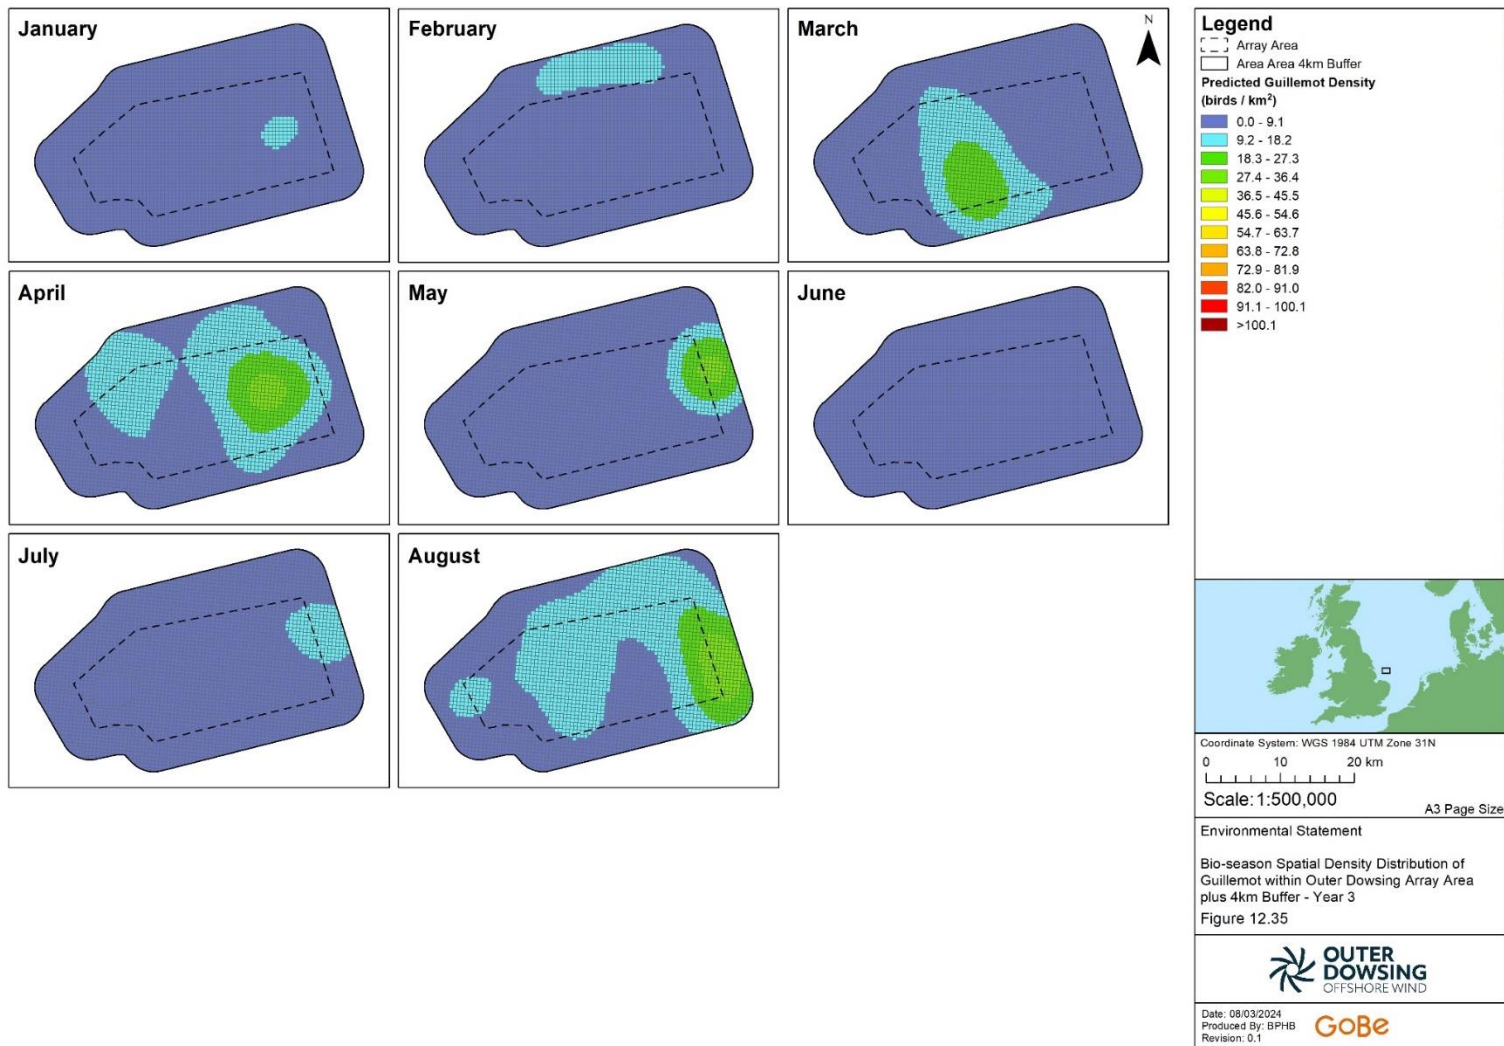 January
February
March
N
April
May
June
July
August
Legend
Array Area
Area Area 4km Buffer
Predicted Guillemot Density
(birds / km²)
0.0 - 9.1
9.2 - 18.2
18.3 - 27.3
27.4 - 36.4
36.5 - 45.5
45.6 - 54.6
54.7 - 63.7
63.8 - 72.8
72.9 - 81.9
82.0 - 91.0
91.1 - 100.1
>100.1
Coordinate System: WGS 1984 UTM Zone 31N
0 10 20 km
Scale: 1:500,000
A3 Page Size
Environmental Statement
Bio-season Spatial Density Distribution of
Guillemot within Outer Dowsing Array Area
plus 4km Buffer - Year 3
Figure 12.35
OUTER
DOWSING
OFFSHORE WIND
Date: 08/03/2024
Produced By: BPHB
Revision: 0.1
GoBe